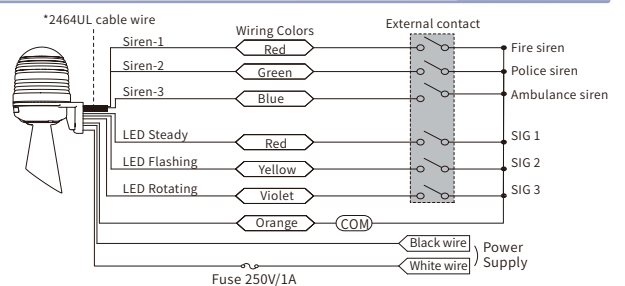 *2464UL cable wire
Wiring Colors
External contact
Siren-1
Red
Fire siren
Siren-2
Green
Police siren
Siren-3
Blue
Ambulance siren
LED Steady
Red
SIG 1
LED Flashing
Yellow
SIG 2
LED Rotating
Violet
SIG 3
Orange
COM
Black wire
White wire
Power
Supply
Fuse 250V/1A